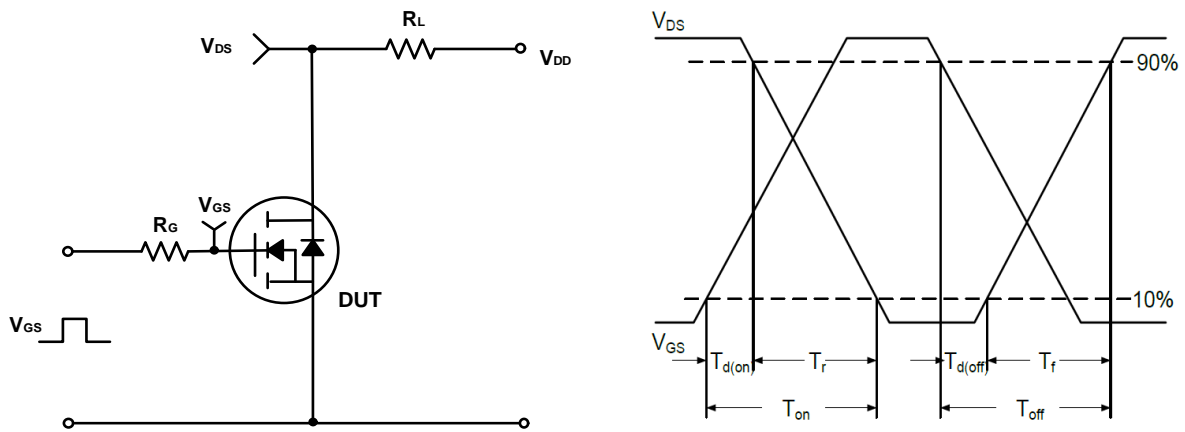 RL
VDS
VDD
VGS
RG
DUT
VGS
VDS
90%
10%
VGS
Td(on)
Tr
Td(off)
Tf
Ton
Toff